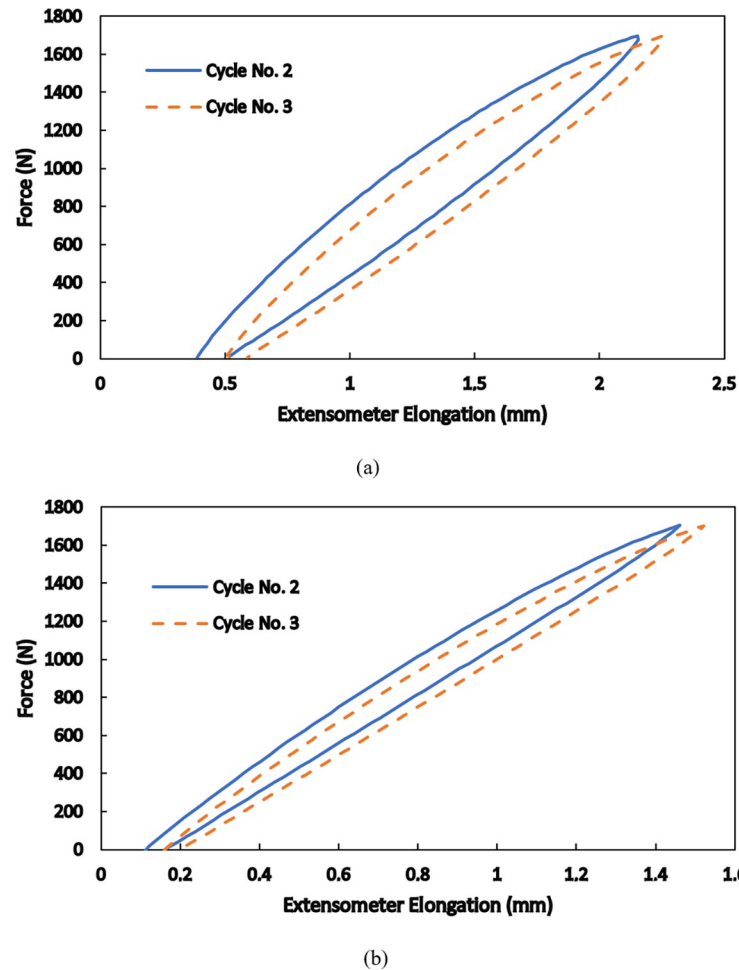 1800
1600
1400
1200
1000
800
600
400
200
0
Force (N)
Cycle No. 2
Cycle No. 3
0 0.5 1 1,5 2 2,5
Extensometer Elongation (mm)
(a)
1800
1600
1400
1200
1000
800
600
400
200
0
Force (N)
Cycle No. 2
Cycle No. 3
0 0.2 0.4 0.6 0.8 1 1.2 1.4
Extensometer Elongation (mm)
(b)